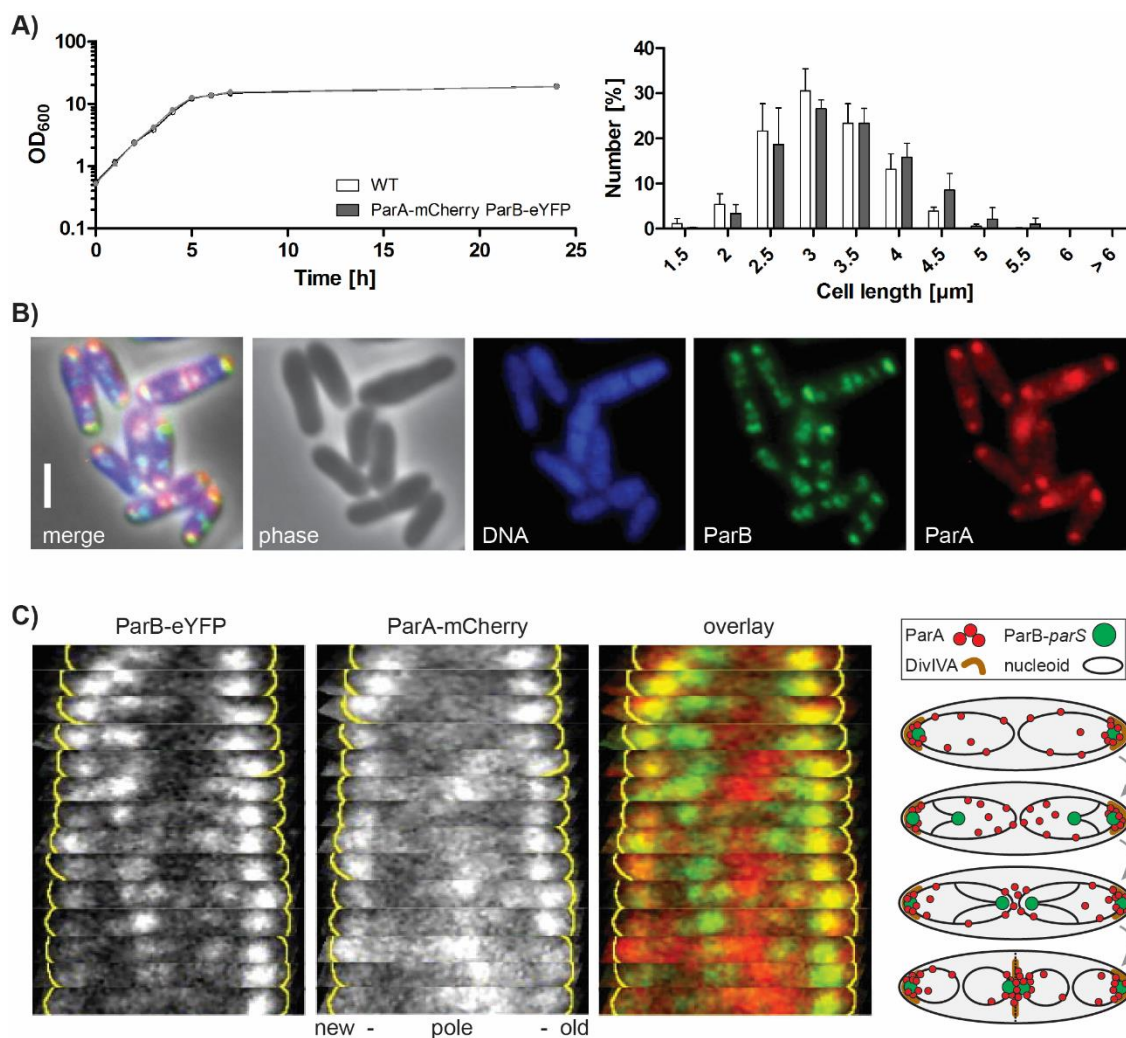 A)
100
10
1
0.1
OD600
0 5 10 15 20 25
Time [h]
WT
ParA-mCherry ParB-eYFP
40
30
20
10
0
Number [%]
1.5 2 2.5 3 3.5 4 4.5 5 5.5 6 > 6
Cell length [µm]
B)
merge
phase
DNA
ParB
ParA
C)
ParB-eYFP
ParA-mCherry
overlay
new - pole - old
ParA
ParB-parS
DivIVA
nucleoid